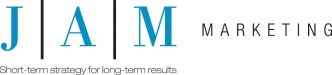 J|A|M MARKETING
Short-term strategy for long-term results